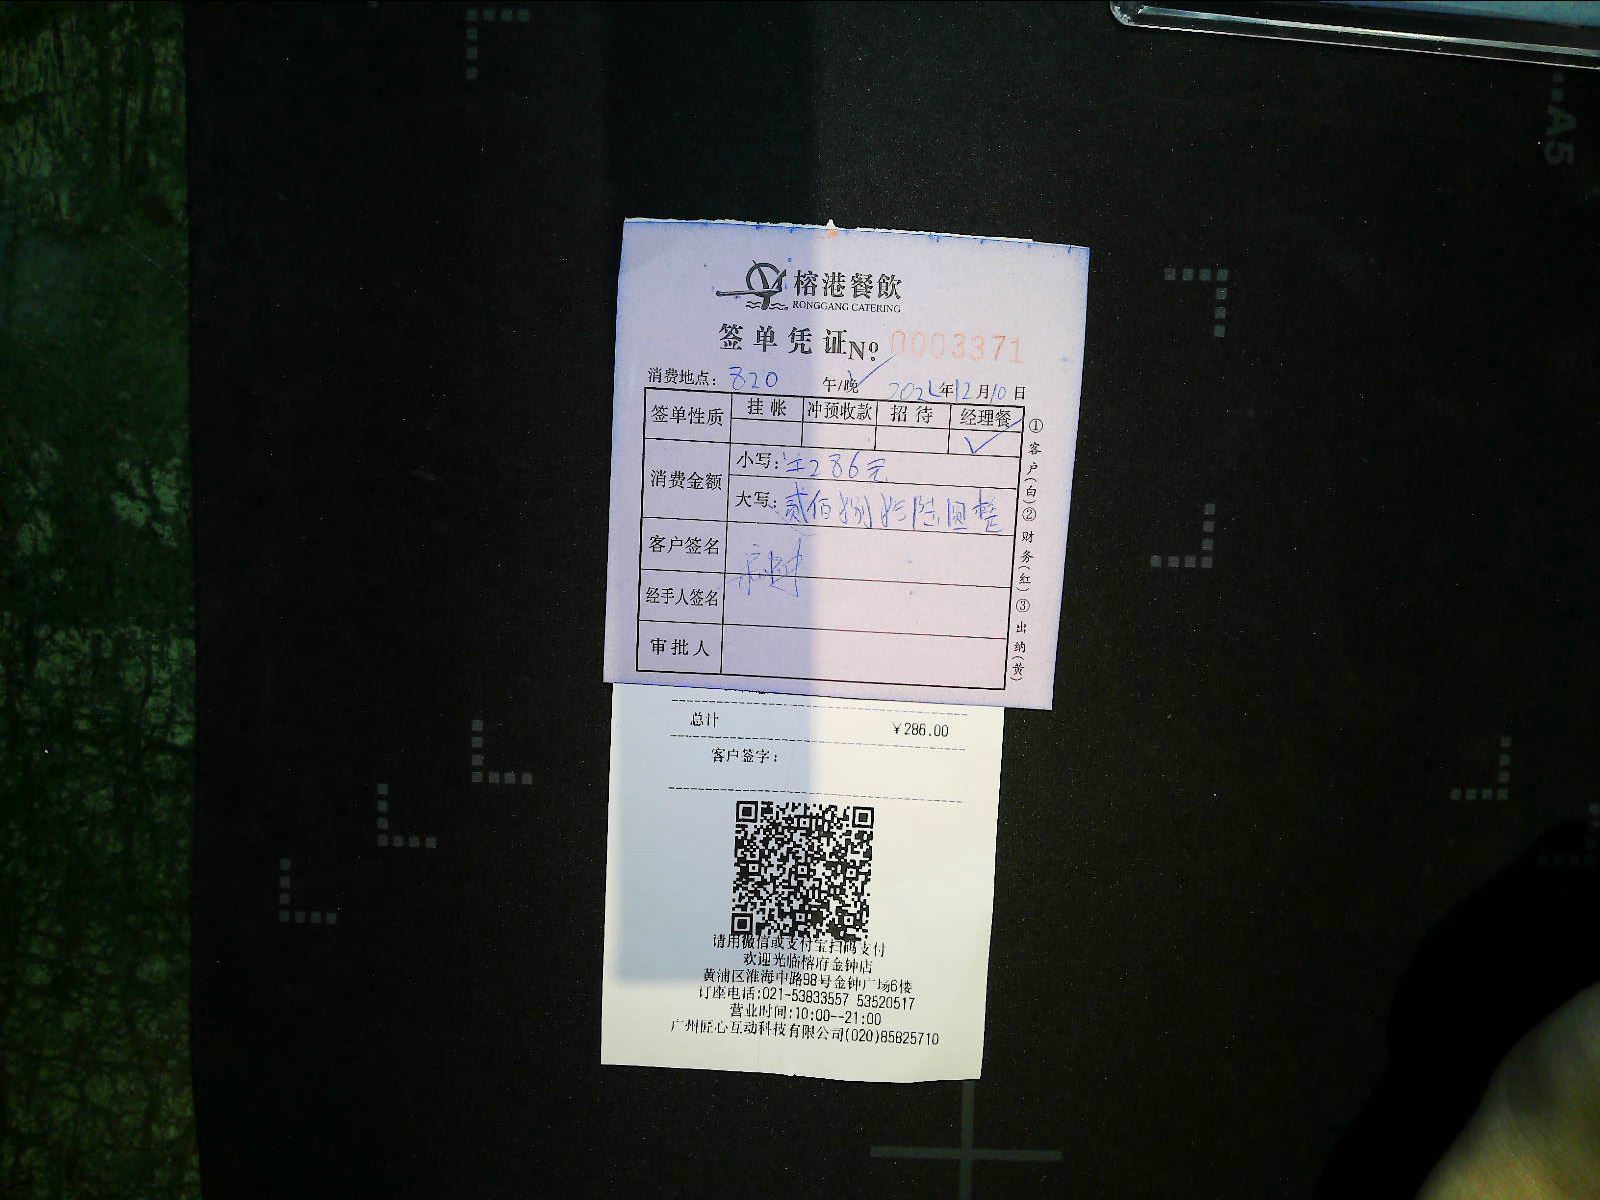 A5
榕港餐飲
RONGGANG CATERING
签单凭证№ 0003371
消费地点: 820 午/晚 年12月10日
签单性质 挂帐 冲预收款 招待 经理餐
消费金额 小写: ¥286元
大写: 贰佰捌拾陆圆整
客户签名
经手人签名
审批人
①客户(白)②财务(红)③出纳(黄)
总计 ¥286.00
客户签字:
请用微信或支付宝扫码支付
欢迎光临榕府金钟店
黄浦区淮海中路98号金钟广场6楼
订座电话:021-53833557 53520517
营业时间:10:00--21:00
广州匠心互动科技有限公司(020)85825710